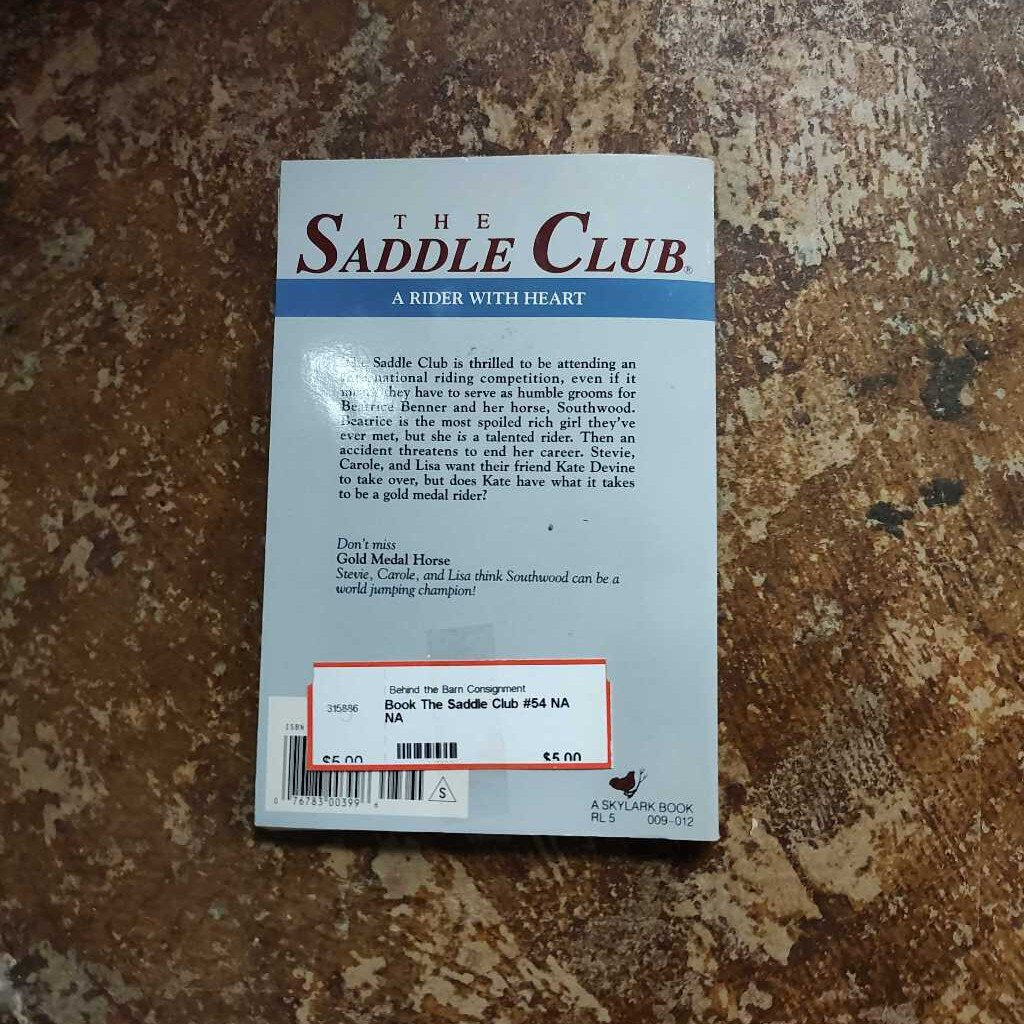 THE
SADDLE CLUB®
A RIDER WITH HEART
The Saddle Club is thrilled to be attending an
international riding competition, even if it
they have to serve as humble grooms for
Beatrice Benner and her horse, Southwood.
Beatrice is the most spoiled rich girl they've
ever met, but she is a talented rider. Then an
accident threatens to end her career. Stevie,
Carole, and Lisa want their friend Kate Devine
to take over, but does Kate have what it takes
to be a gold medal rider?
Don't miss
Gold Medal Horse
Stevie, Carole, and Lisa think Southwood can be a
world jumping champion!
Behind the Barn Consignment
315886
Book The Saddle Club #54 NA
NA
$5.00 $5.00
ISBN
0 76783 00399 6
S
A SKYLARK BOOK
RL 5 009-012